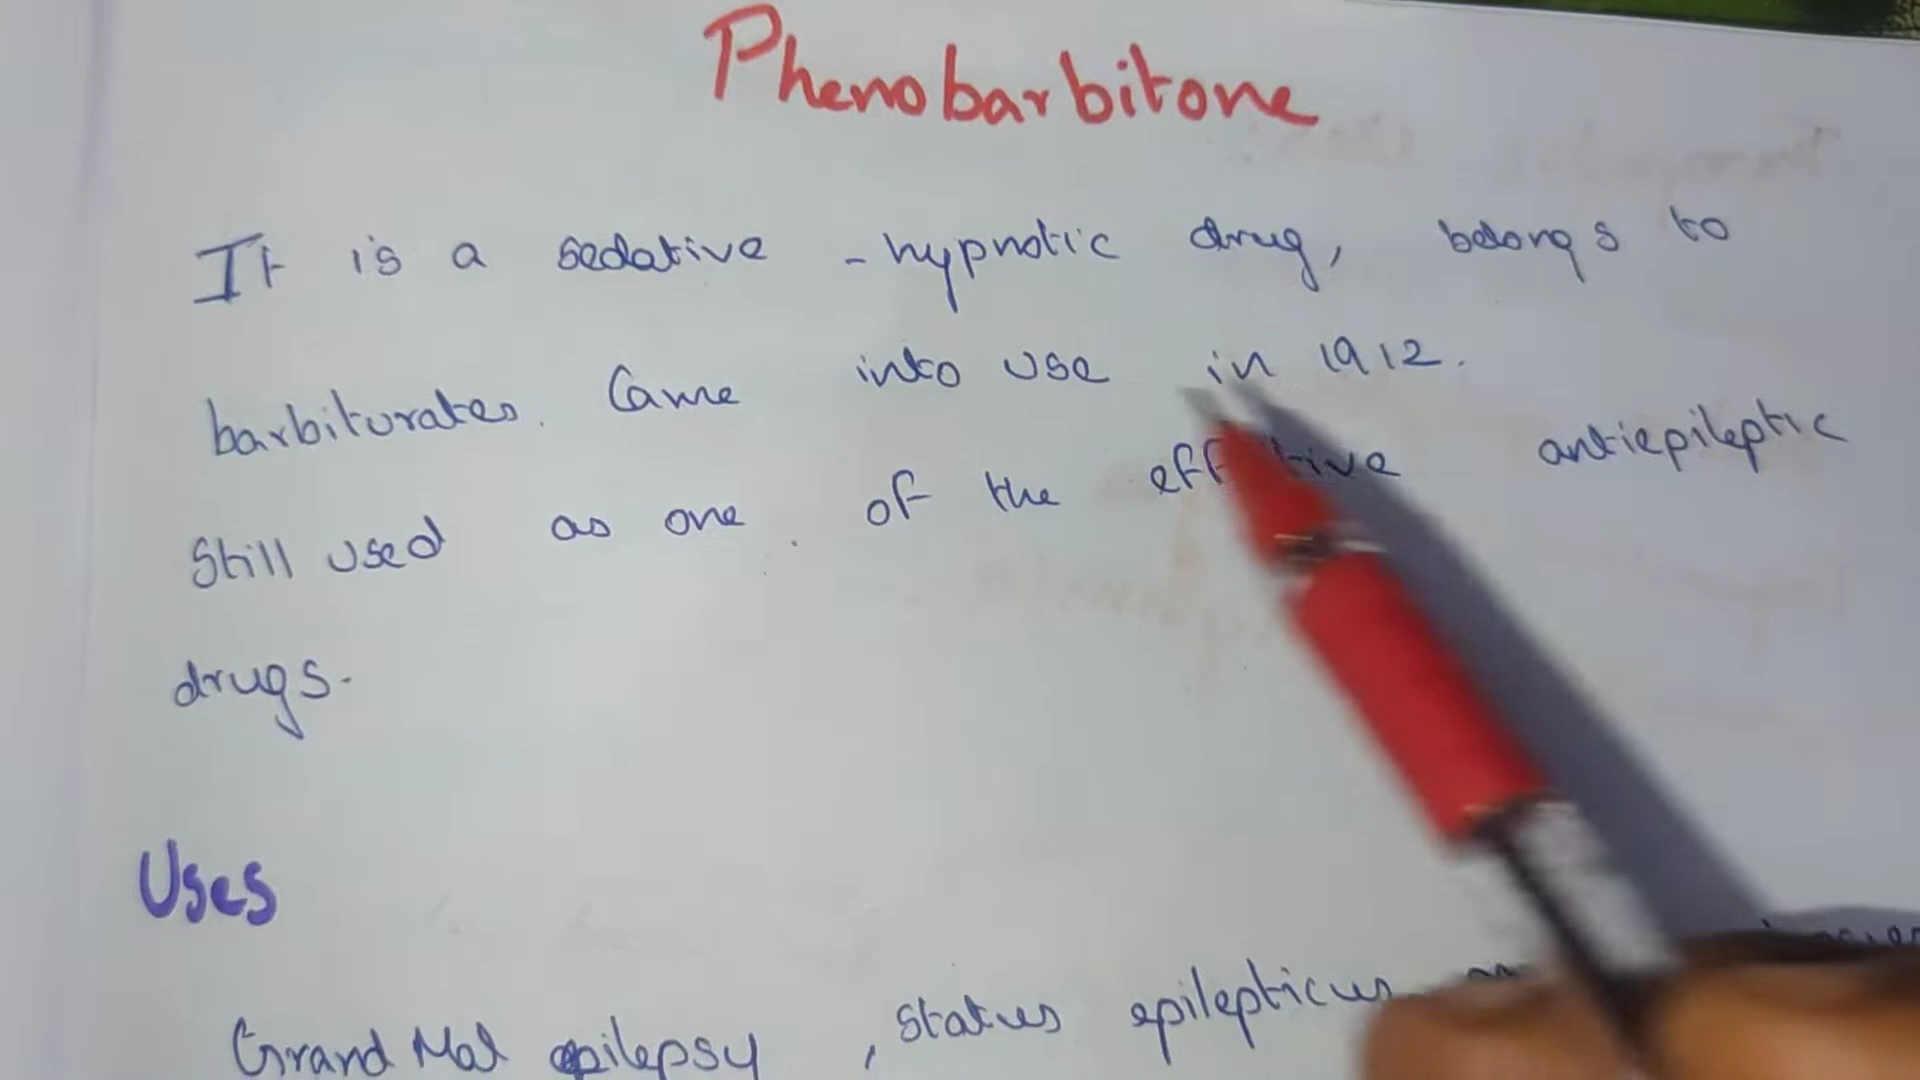 Phenobarbitone
It is a sedative - hypnotic drug, belongs to
barbiturates. Came into use in 1912.
Still used as one of the antiepileptic
drugs.
Uses
Grand Mal epilepsy, status epilepticus